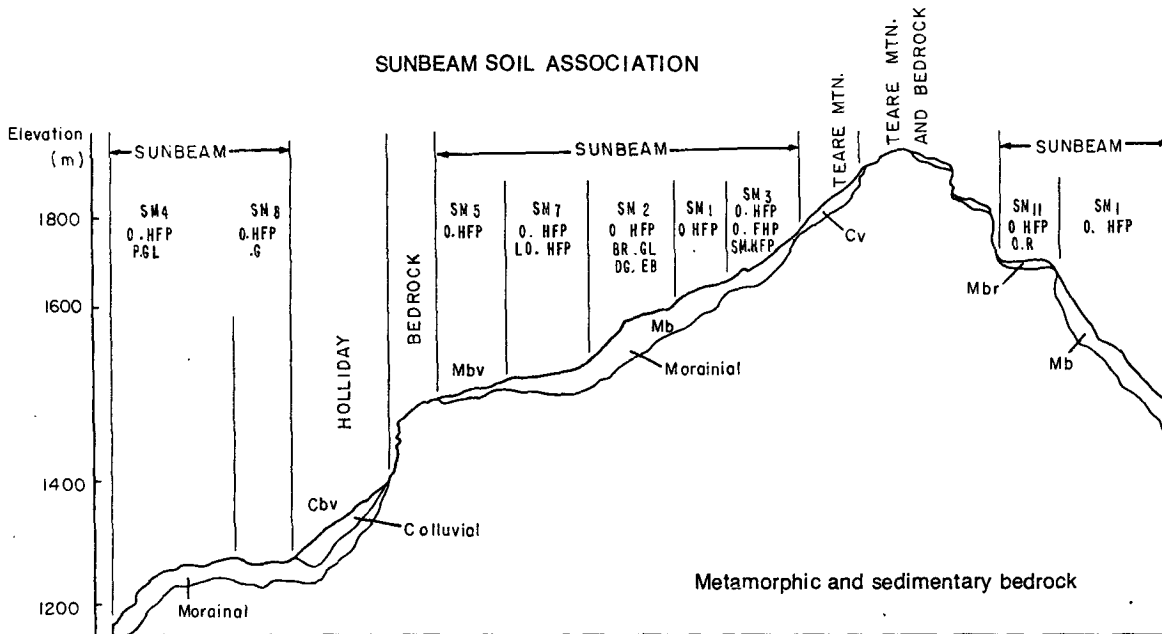 SUNBEAM SOIL ASSOCIATION
Elevation
(m)
SUNBEAM
SUNBEAM
TEARE MTN.
TEARE MTN.
AND BEDROCK
SUNBEAM
SM4
O.HFP
P.GL
SM8
O.HFP
.G
HOLLIDAY
BEDROCK
SM5
O.HFP
SM7
O. HFP
LO. HFP
SM2
O HFP
BR.GL
DG. EB
SM1
O HFP
SM3
O. HFP
O. FHP
SM.HFP
SM11
O HFP
O.R
SM1
O. HFP
1800
1600
1400
1200
Cv
Mbr
Mb
Mb
Morainial
Mbv
Cbv
Colluvial
Morainal
Metamorphic and sedimentary bedrock